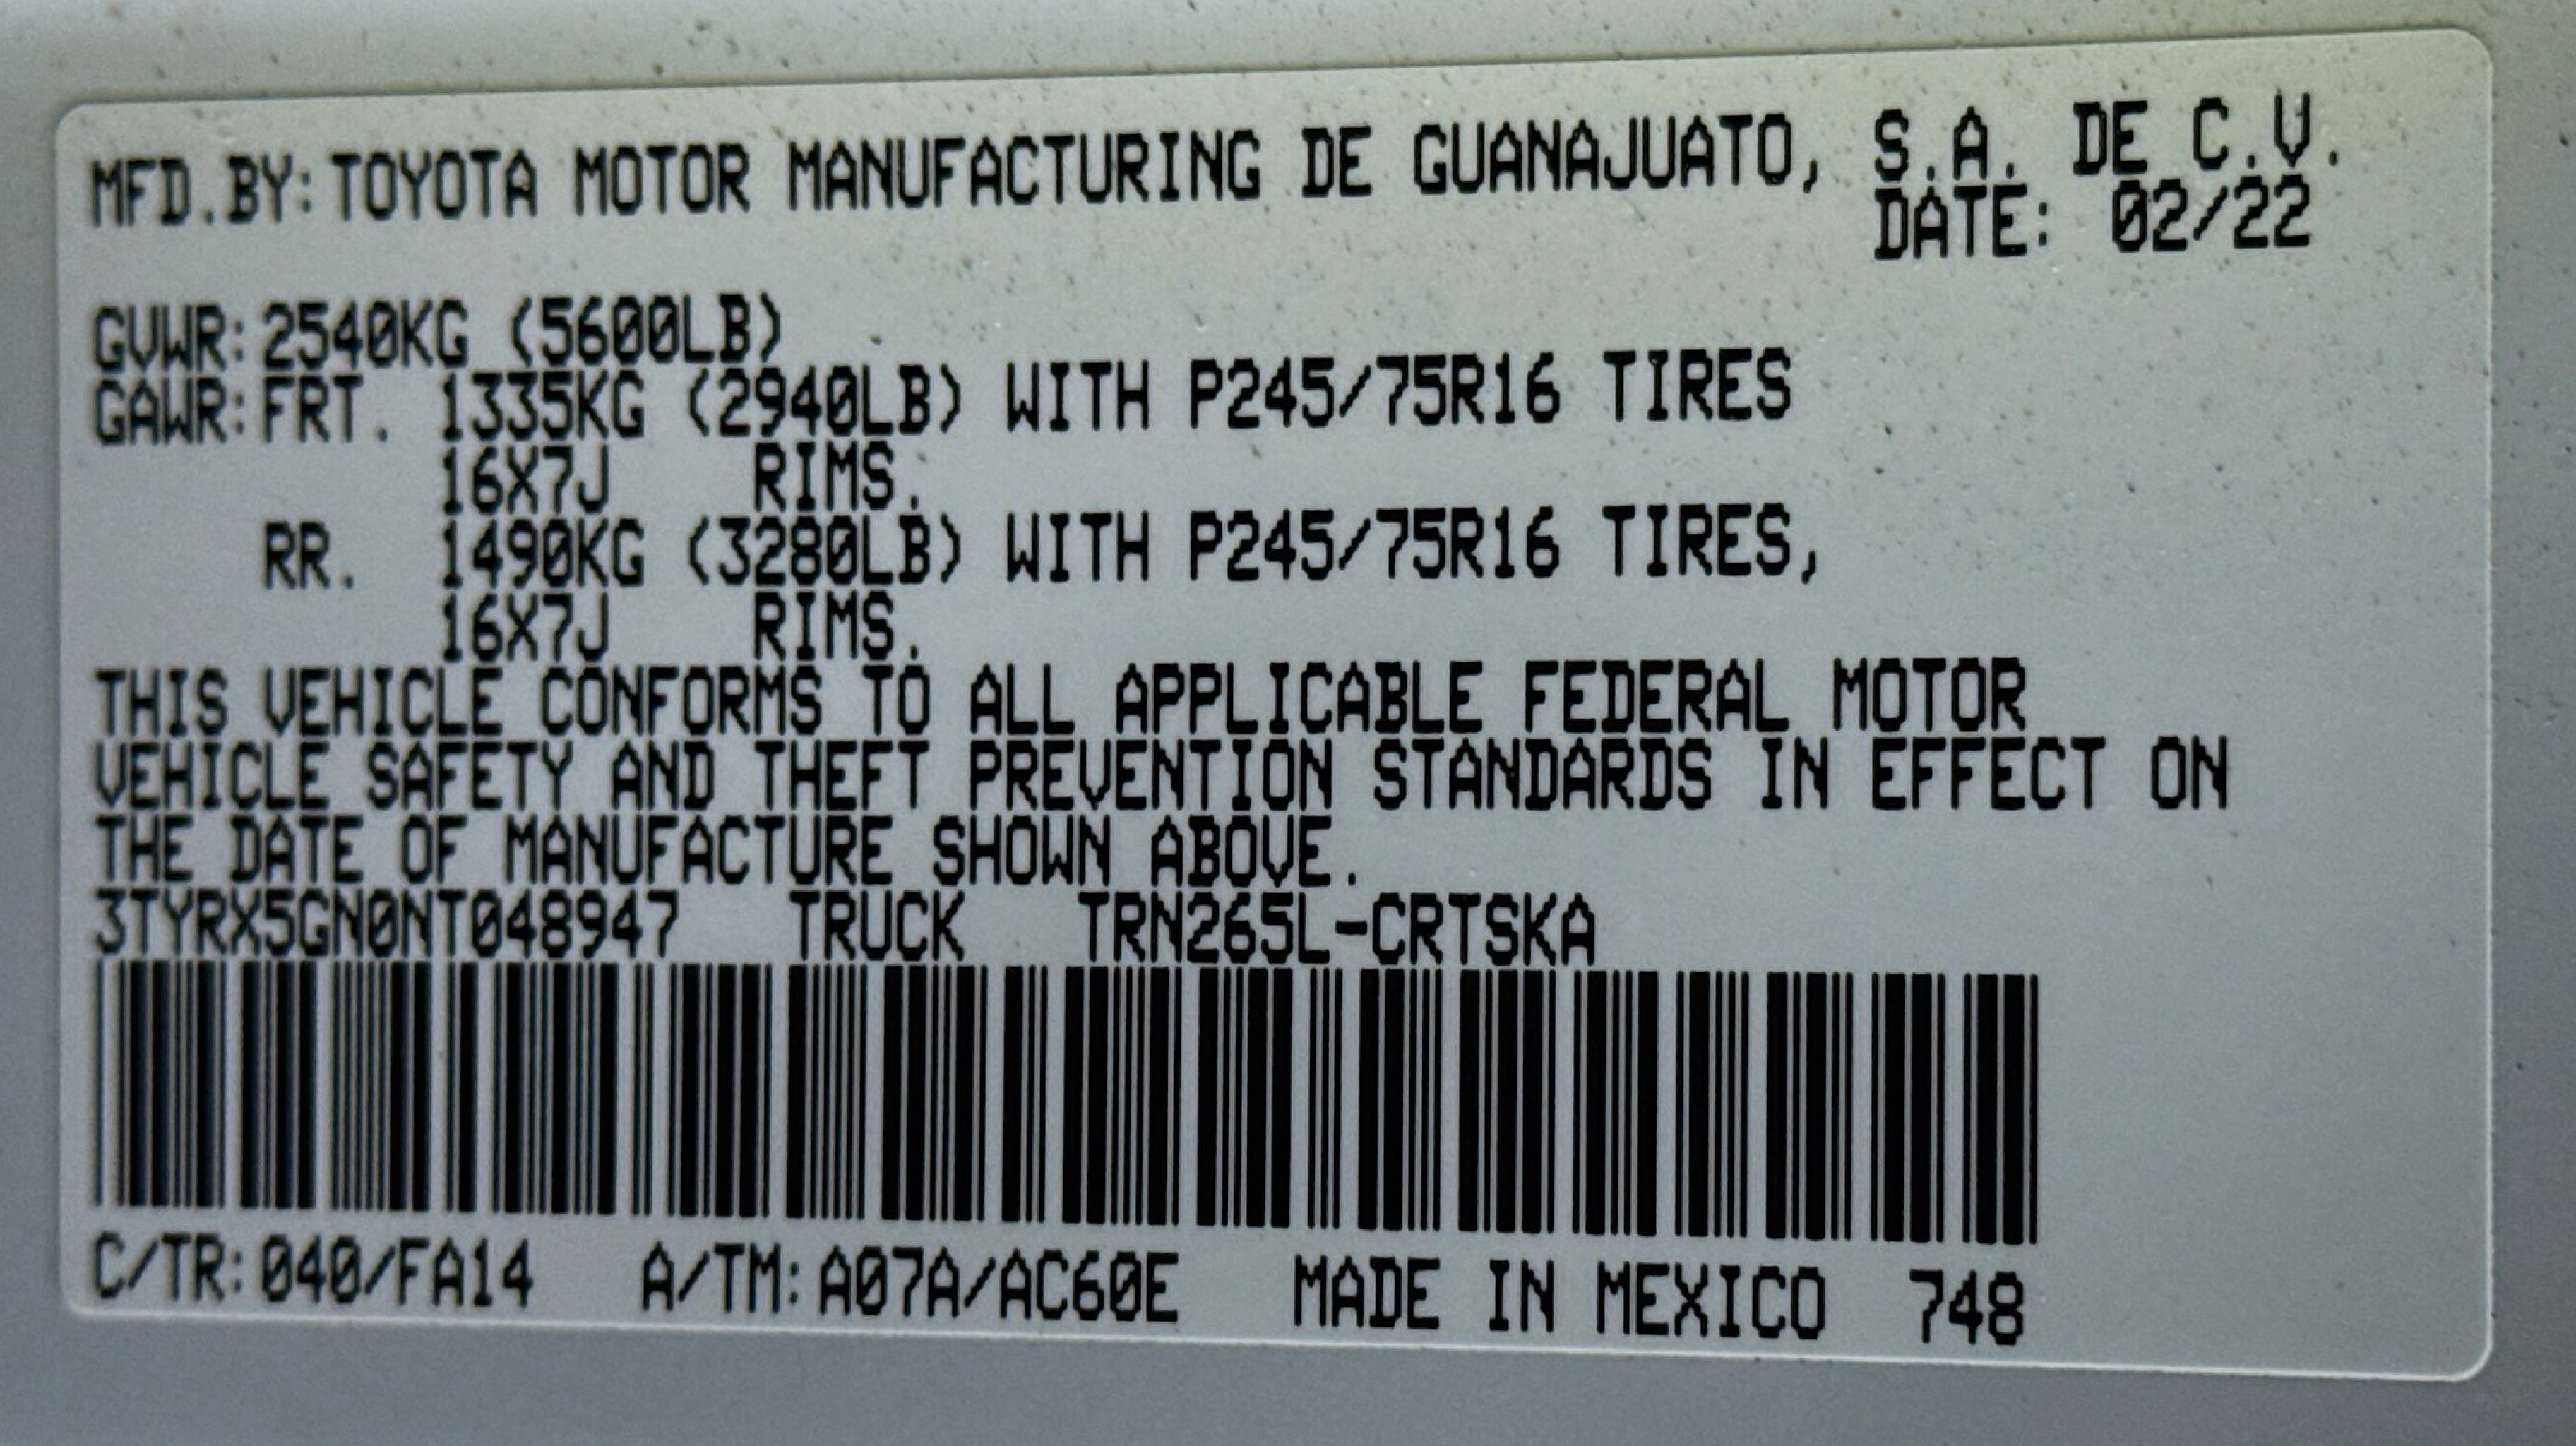 MFD.BY:TOYOTA MOTOR MANUFACTURING DE GUANAJUATO, S.A. DE C.V.
DATE: 02/22
GVWR:2540KG (5600LB)
GAWR:FRT. 1335KG (2940LB) WITH P245/75R16 TIRES
16X7J RIMS.
RR. 1490KG (3280LB) WITH P245/75R16 TIRES,
16X7J RIMS.
THIS VEHICLE CONFORMS TO ALL APPLICABLE FEDERAL MOTOR
VEHICLE SAFETY AND THEFT PREVENTION STANDARDS IN EFFECT ON
THE DATE OF MANUFACTURE SHOWN ABOVE.
3TYRX5GN0NT048947 TRUCK TRN265L-CRTSKA
C/TR:040/FA14 A/TM:A07A/AC60E MADE IN MEXICO 748